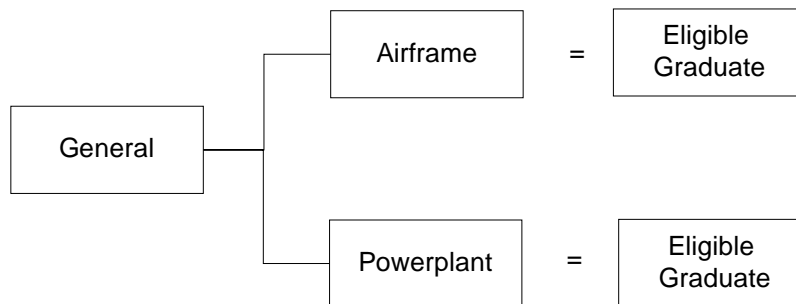 Airframe
=
Eligible
Graduate
General
Powerplant
=
Eligible
Graduate